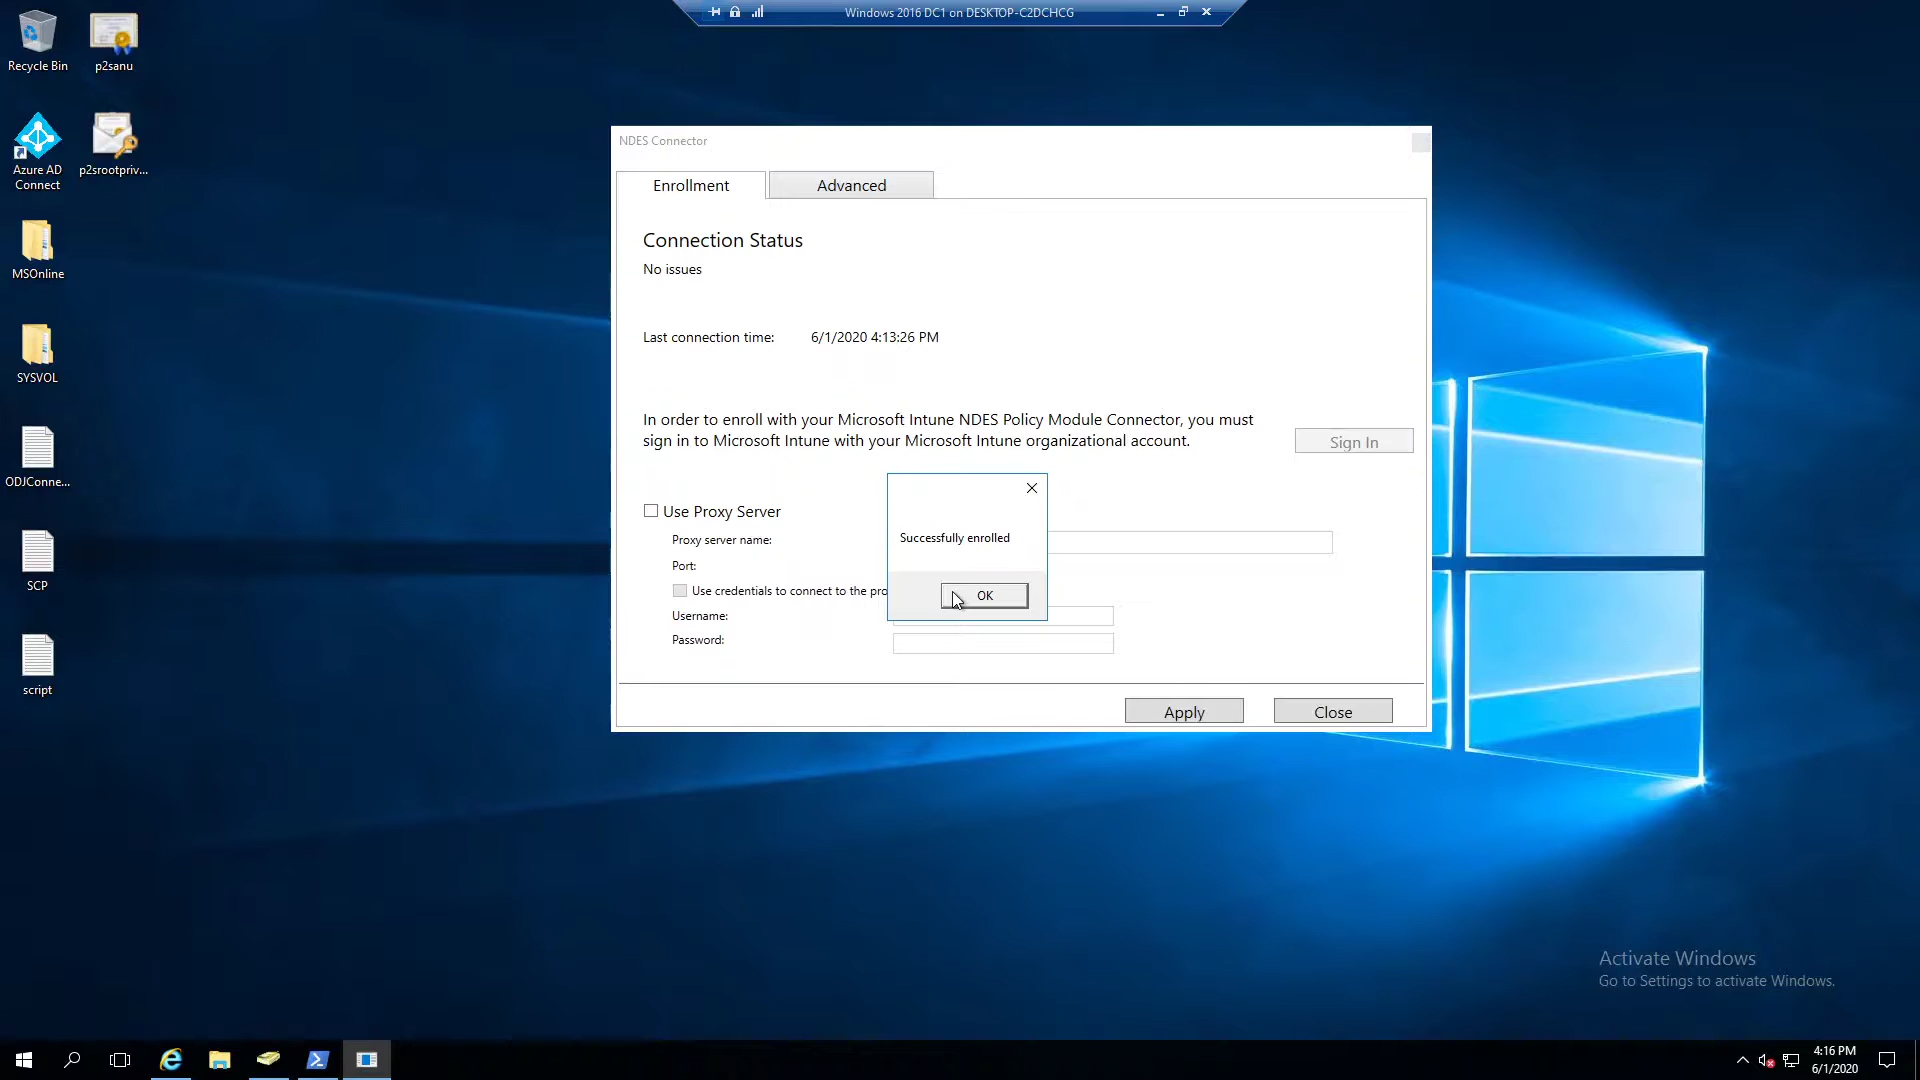 Windows 2016 DC1 on DESKTOP-C2DCHCG
Recycle Bin
p2sanu
Azure AD
Connect
p2srootpriv...
MSOnline
SYSVOL
ODJConne...
SCP
script
NDES Connector
Enrollment
Advanced
Connection Status
No issues
Last connection time: 6/1/2020 4:13:26 PM
In order to enroll with your Microsoft Intune NDES Policy Module Connector, you must
sign in to Microsoft Intune with your Microsoft Intune organizational account.
Sign In
Use Proxy Server
Proxy server name:
Port:
Use credentials to connect to the pro
Username:
Password:
Successfully enrolled
OK
Apply
Close
Activate Windows
Go to Settings to activate Windows.
4:16 PM
6/1/2020